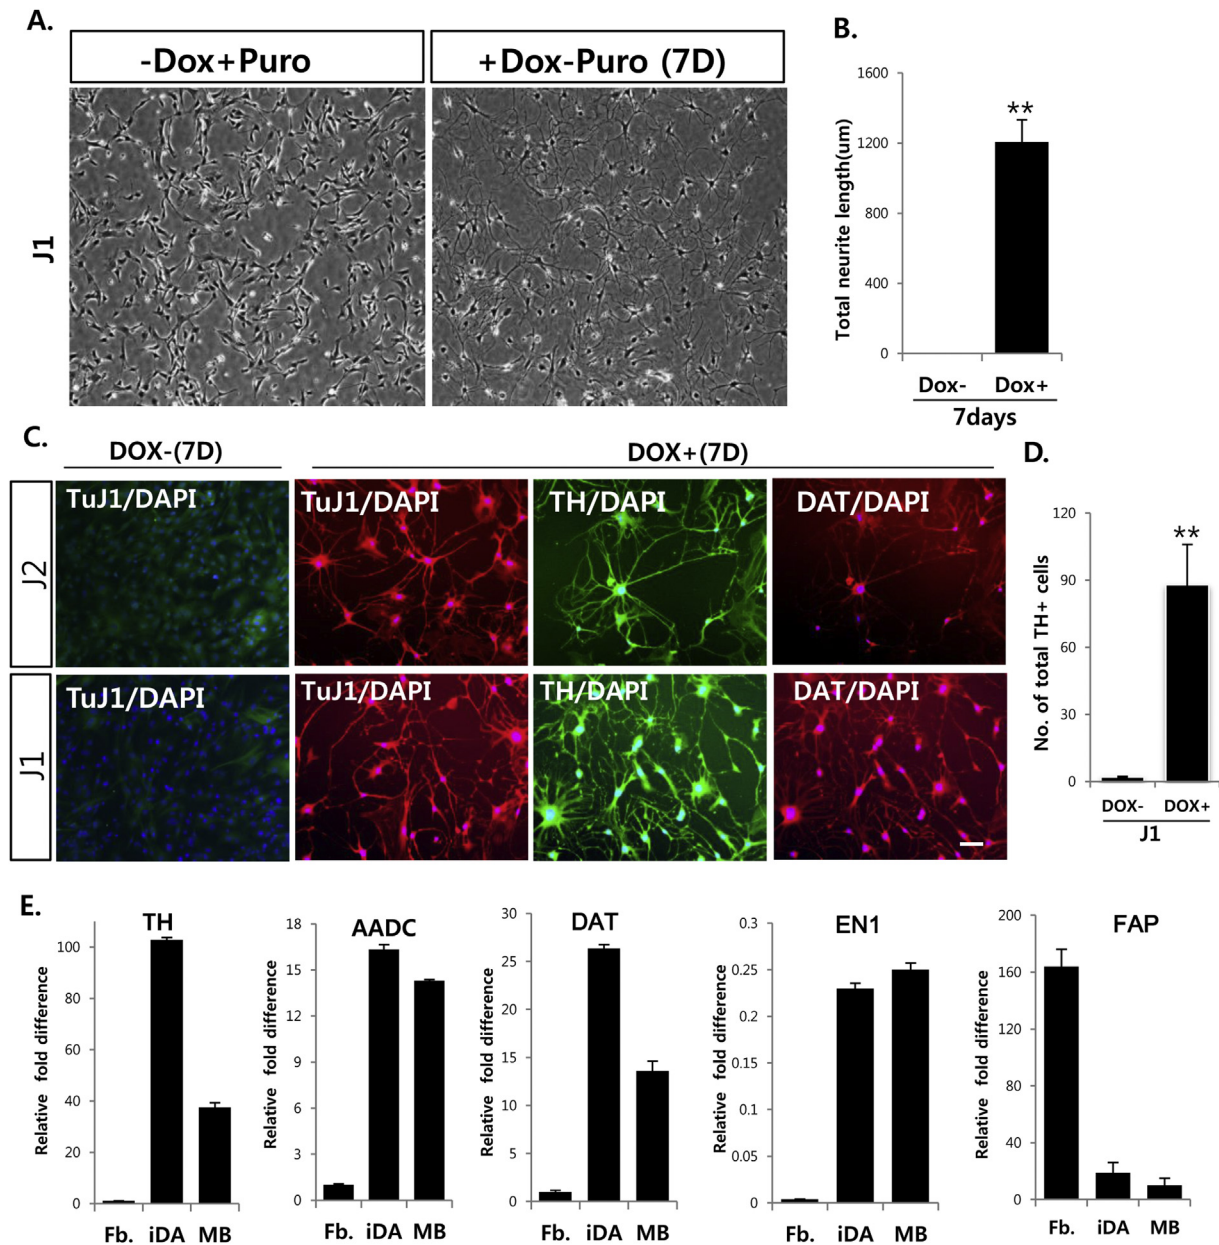 A.
-Dox+Puro
+Dox-Puro (7D)
J1
B.
1600
1200
800
400
0
Total neurite length(um)
**
Dox-
Dox+
7days
C.
DOX-(7D)
DOX+(7D)
J2
TuJ1/DAPI
TuJ1/DAPI
TH/DAPI
DAT/DAPI
J1
TuJ1/DAPI
TuJ1/DAPI
TH/DAPI
DAT/DAPI
D.
120
90
60
30
0
No. of total TH+ cells
**
DOX-
DOX+
J1
E.
TH
Relative fold difference
100
80
60
40
20
0
Fb. iDA MB
AADC
Relative fold difference
18
15
12
9
6
3
0
Fb. iDA MB
DAT
Relative fold difference
30
25
20
15
10
5
0
Fb. iDA MB
EN1
Relative fold difference
0.3
0.25
0.2
0.15
0.1
0.05
0
Fb. iDA MB
FAP
Relative fold difference
200
160
120
80
40
0
Fb. iDA MB